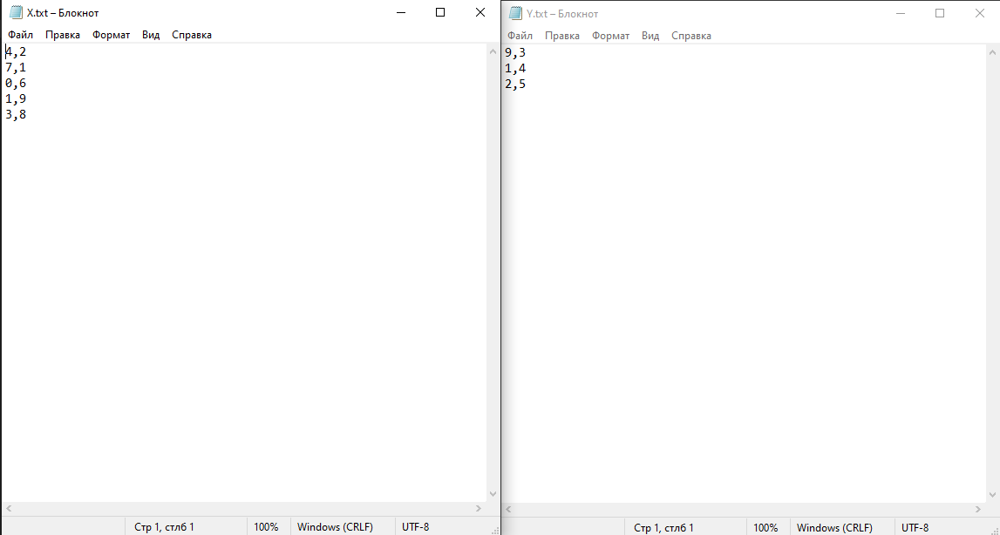 X.txt – Блокнот
Файл Правка Формат Вид Справка
4,2
7,1
0,6
1,9
3,8
Стр 1, стлб 1 100% Windows (CRLF) UTF-8
Y.txt – Блокнот
Файл Правка Формат Вид Справка
9,3
1,4
2,5
Стр 1, стлб 1 100% Windows (CRLF) UTF-8